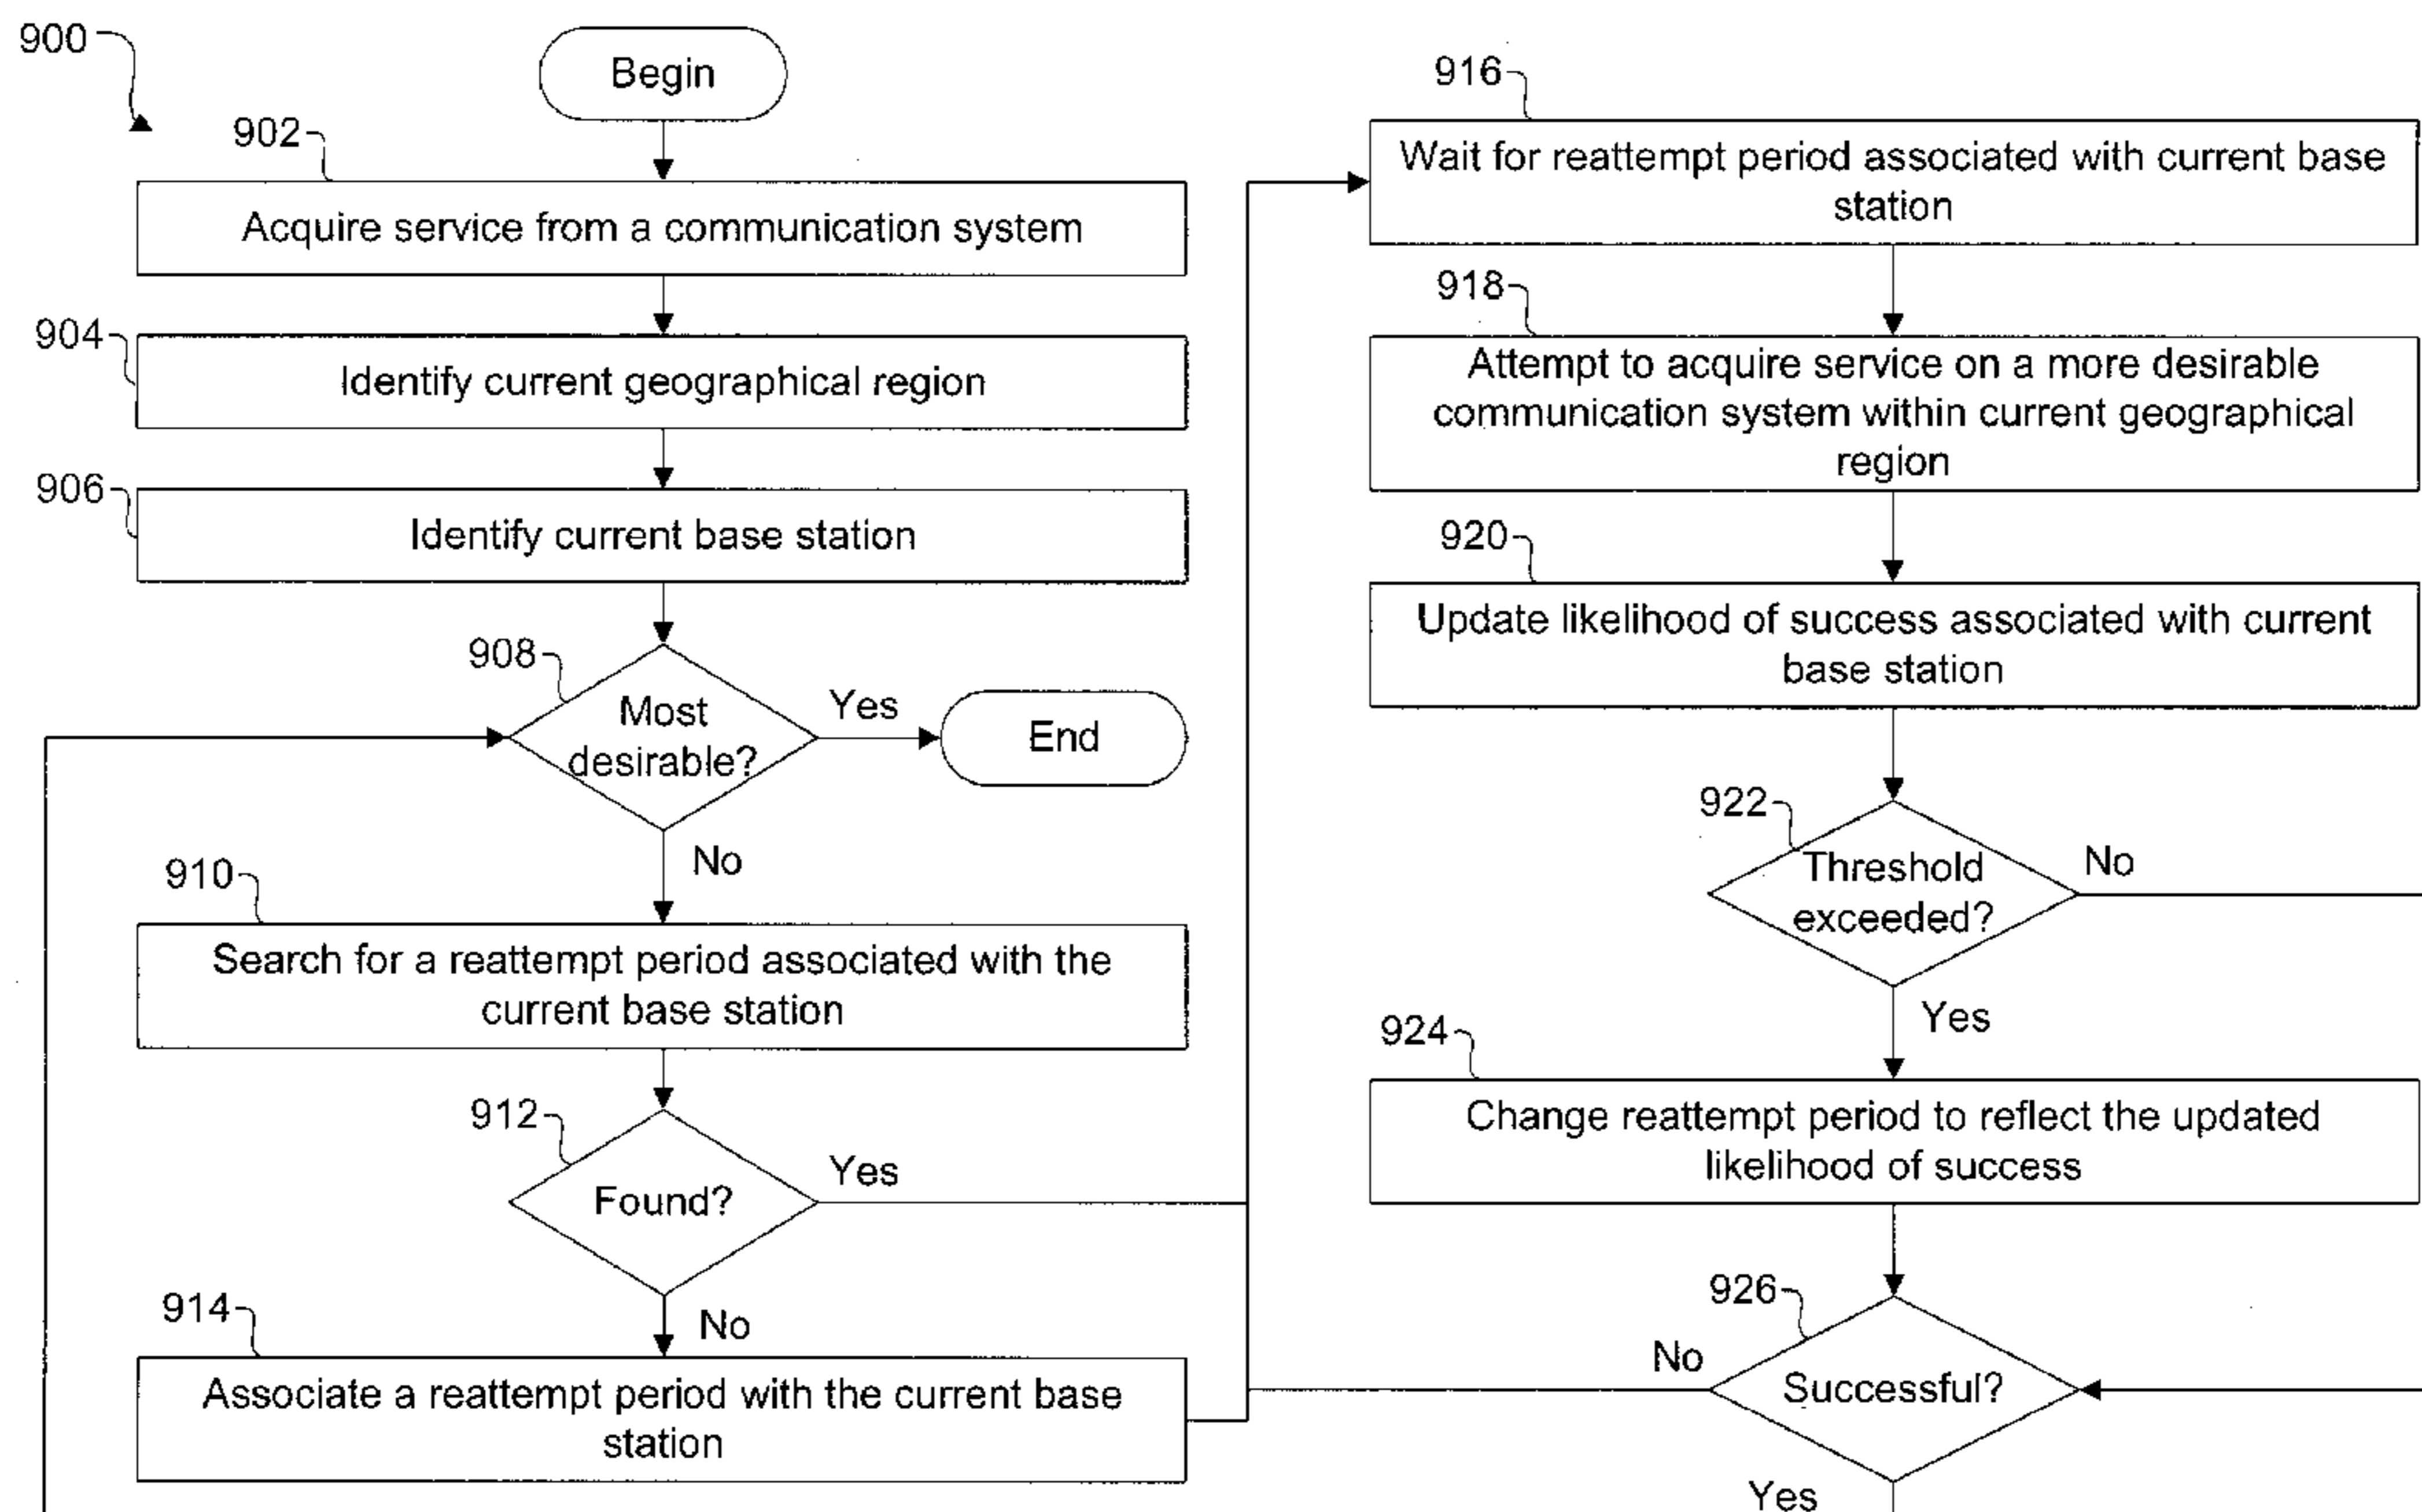 900
Begin
902
Acquire service from a communication system
904
Identify current geographical region
906
Identify current base station
908
Most
desirable?
Yes
End
No
910
Search for a reattempt period associated with the
current base station
912
Found?
Yes
No
914
Associate a reattempt period with the current base
station
916
Wait for reattempt period associated with current base
station
918
Attempt to acquire service on a more desirable
communication system within current geographical
region
920
Update likelihood of success associated with current
base station
922
Threshold
exceeded?
No
Yes
924
Change reattempt period to reflect the updated
likelihood of success
926
Successful?
No
Yes